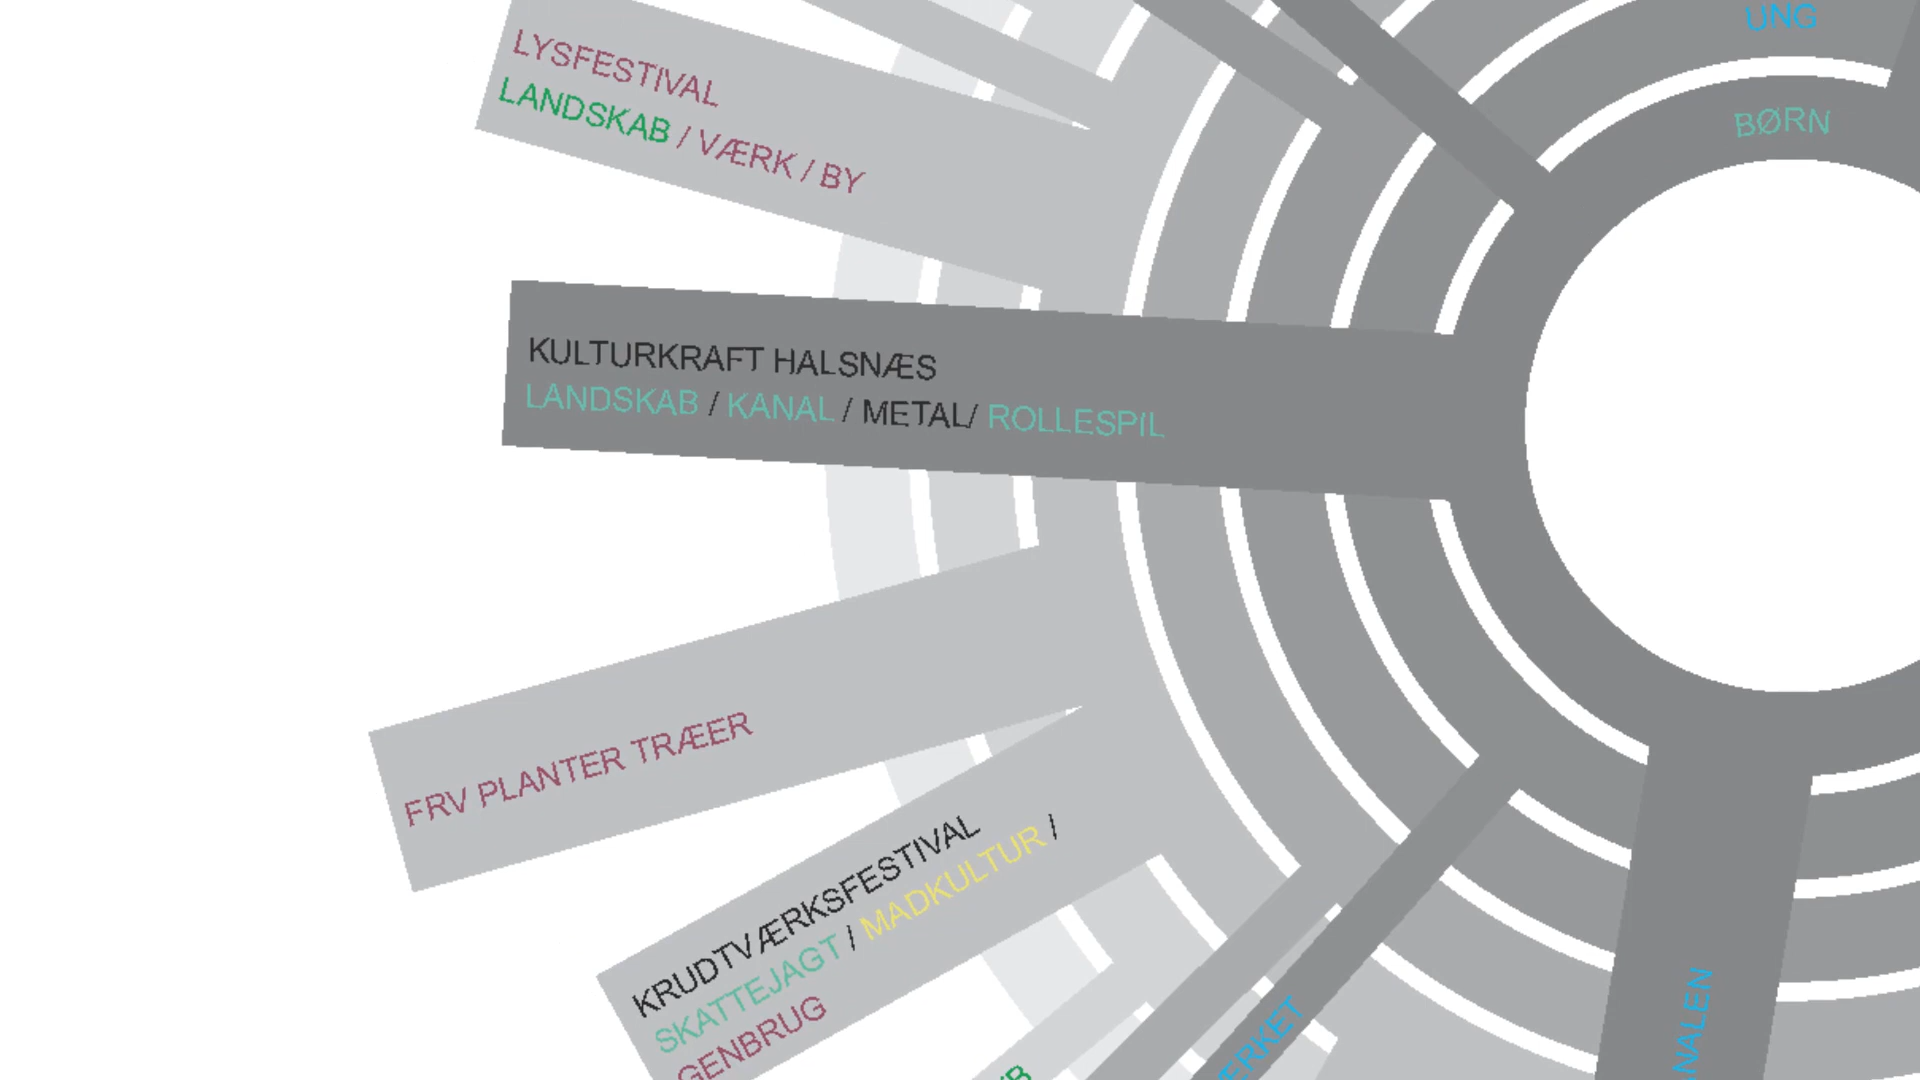 UNG
BØRN
LYSFESTIVAL
LANDSKAB / VÆRK / BY
KULTURKRAFT HALSNÆS
LANDSKAB / KANAL / METAL/ ROLLESPIL
FRV PLANTER TRÆER
KRUDTVÆRKSFESTIVAL
SKATTEJAGT / MADKULTUR /
GENBRUG